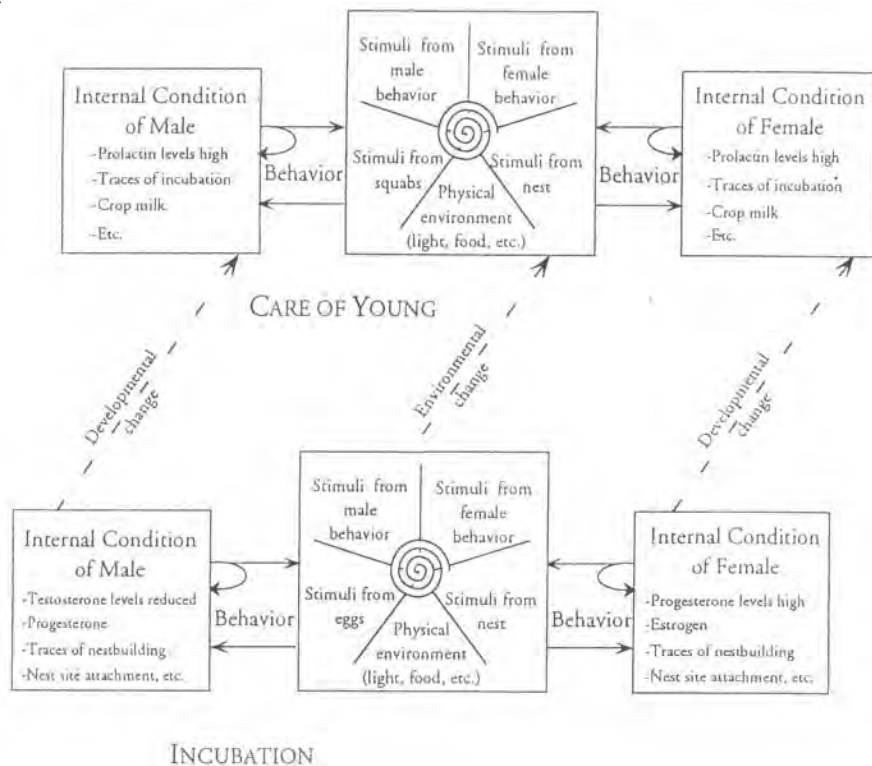 Internal Condition
of Male
-Prolactin levels high
-Traces of incubation
-Crop milk
-Etc.
Behavior
Stimuli from
male
behavior
Stimuli from
female
behavior
Stimuli from
squabs
Stimuli from
nest
Physical
environment
(light, food, etc.)
Behavior
Internal Condition
of Female
-Prolactin levels high
-Traces of incubation
-Crop milk
-Etc.
CARE OF YOUNG
Developmental
change
Environmental
change
Developmental
change
Internal Condition
of Male
-Testosterone levels reduced
-Progesterone
-Traces of nestbuilding
-Nest site attachment, etc.
Behavior
Stimuli from
male
behavior
Stimuli from
female
behavior
Stimuli from
eggs
Stimuli from
nest
Physical
environment
(light, food, etc.)
Behavior
Internal Condition
of Female
-Progesterone levels high
-Estrogen
-Traces of nestbuilding
-Nest site attachment, etc.
INCUBATION